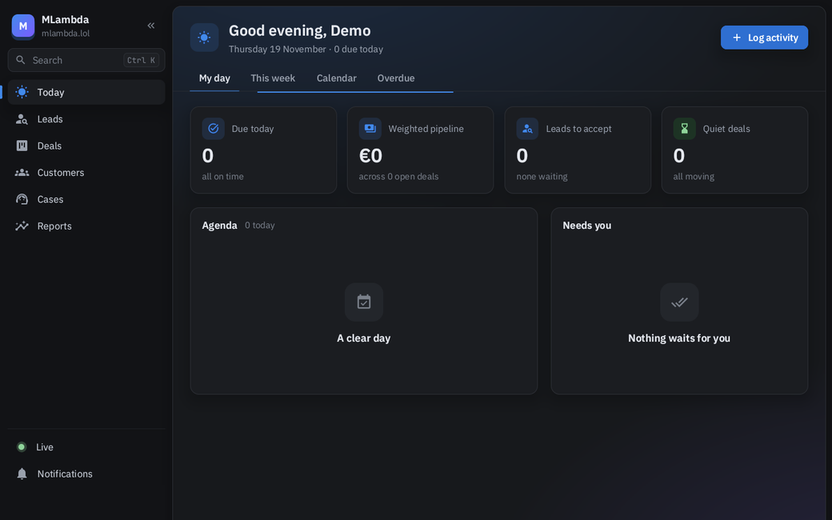 M
MLambda
mlambda.lol
Search
Ctrl K
Today
Leads
Deals
Customers
Cases
Reports
Live
Notifications
Good evening, Demo
Thursday 19 November · 0 due today
Log activity
My day
This week
Calendar
Overdue
Due today
0
all on time
Weighted pipeline
€0
across 0 open deals
Leads to accept
0
none waiting
Quiet deals
0
all moving
Agenda
0 today
A clear day
Needs you
Nothing waits for you